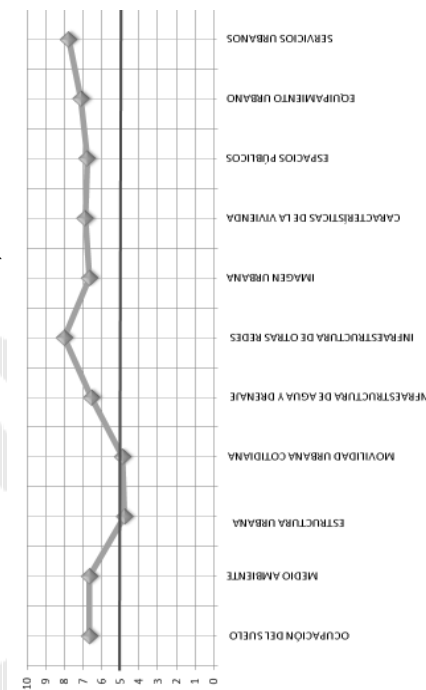 0 1 2 3 4 5 6 7 8 9 10
OCUPACIÓN DEL SUELO
MEDIO AMBIENTE
ESTRUCTURA URBANA
MOVILIDAD URBANA COTIDIANA
NFRAESTRUCTURA DE AGUA Y DRENAJE
INFRAESTRUCTURA DE OTRAS REDES
IMAGEN URBANA
CARACTERÍSTICAS DE LA VIVIENDA
ESPACIOS PÚBLICOS
EQUIPAMIENTO URBANO
SERVICIOS URBANOS